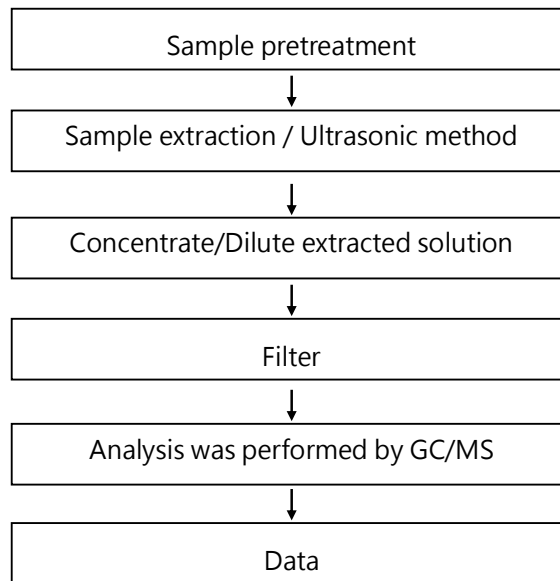 Sample pretreatment
Sample extraction / Ultrasonic method
Concentrate/Dilute extracted solution
Filter
Analysis was performed by GC/MS
Data